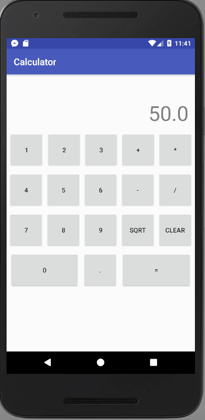 11:41
Calculator
50.0
1 2 3 + *
4 5 6 - /
7 8 9 SQRT CLEAR
0 . =